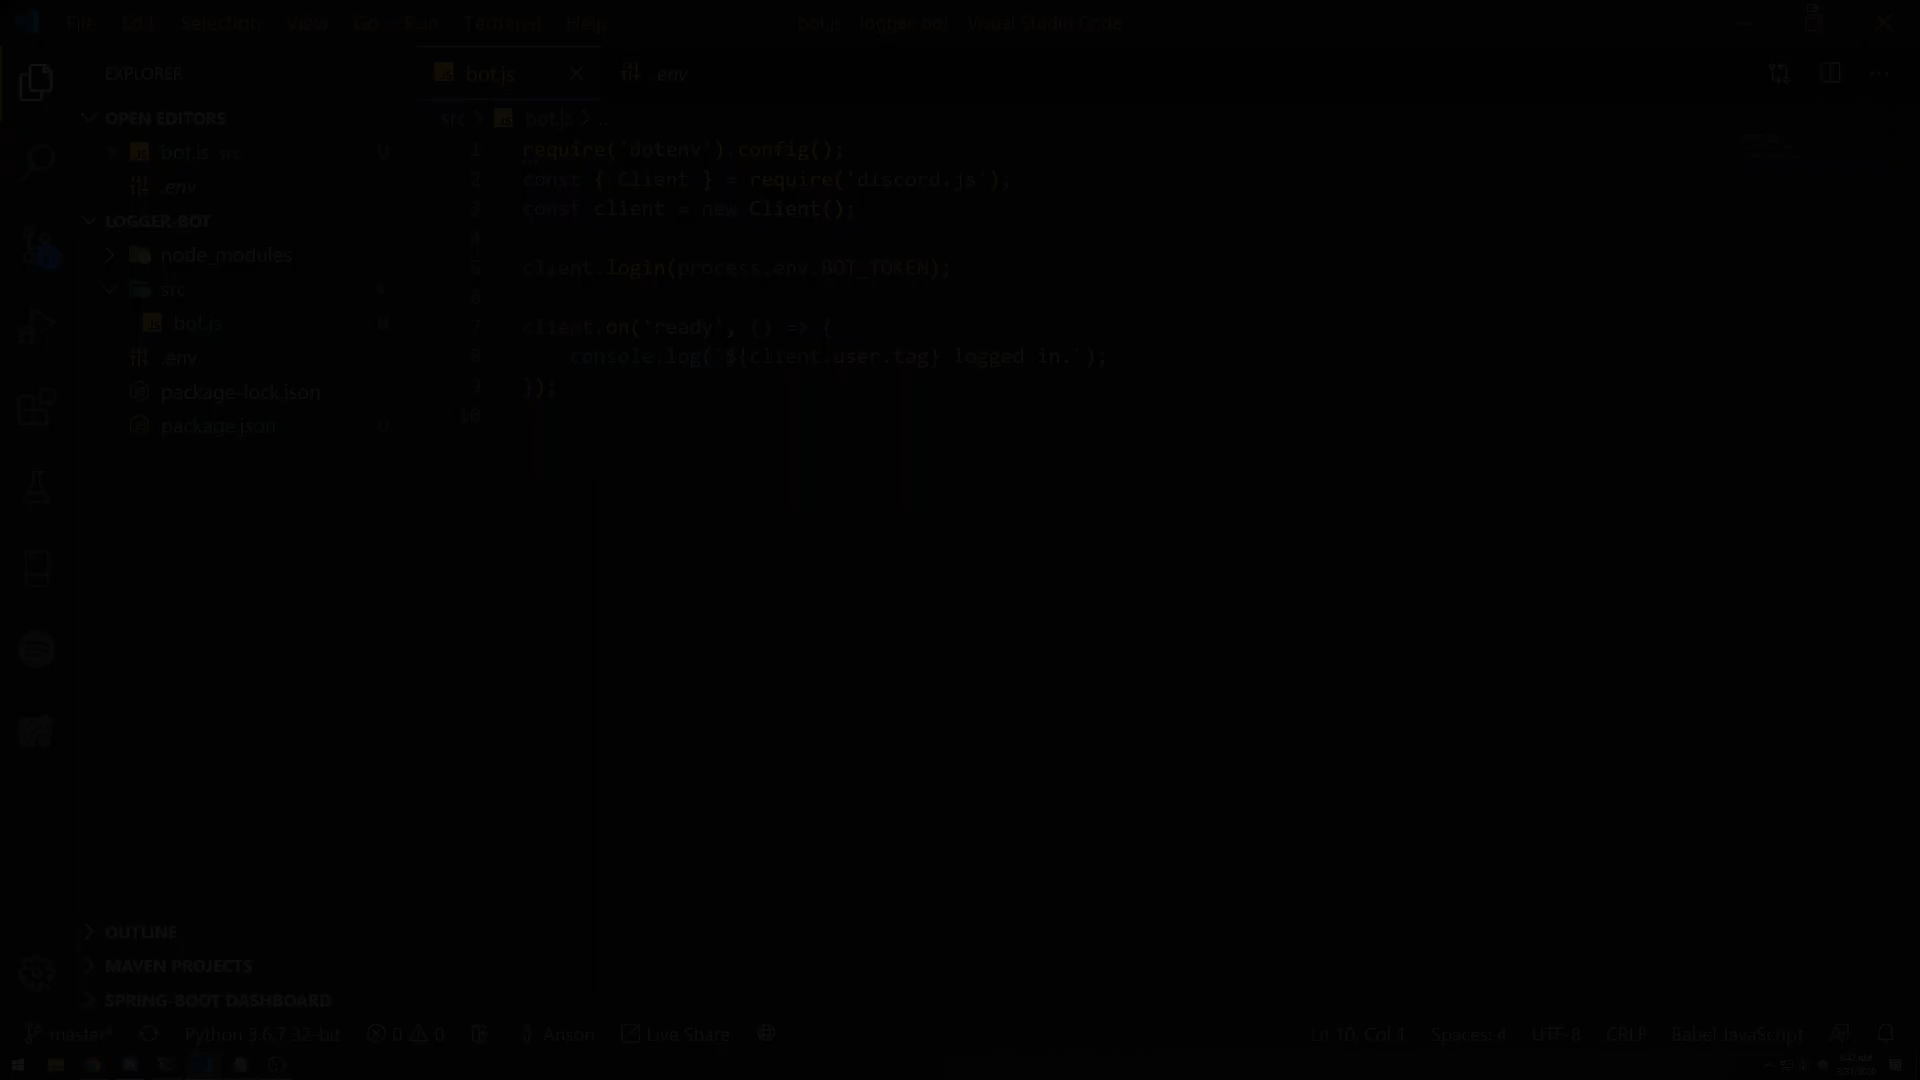 File Edit Selection View Go Run Terminal Help bot.js logger-bot Visual Studio Code
EXPLORER
bot.js
.env
OPEN EDITORS
src > bot.js > ...
bot.js src U
.env
LOGGER-BOT
node_modules
src
bot.js U
.env
package-lock.json
package.json U
1 require('dotenv').config();
2 const { Client } = require('discord.js');
3 const client = new Client();
4
5 client.login(process.env.BOT_TOKEN);
6
7 client.on('ready', () => {
8 console.log(`${client.user.tag} logged in.`);
9 });
10
OUTLINE
MAVEN PROJECTS
SPRING-BOOT DASHBOARD
master* Python 3.6.7 32-bit 0 0 Anson Live Share Ln 10, Col 1 Spaces: 4 UTF-8 CRLF Babel JavaScript